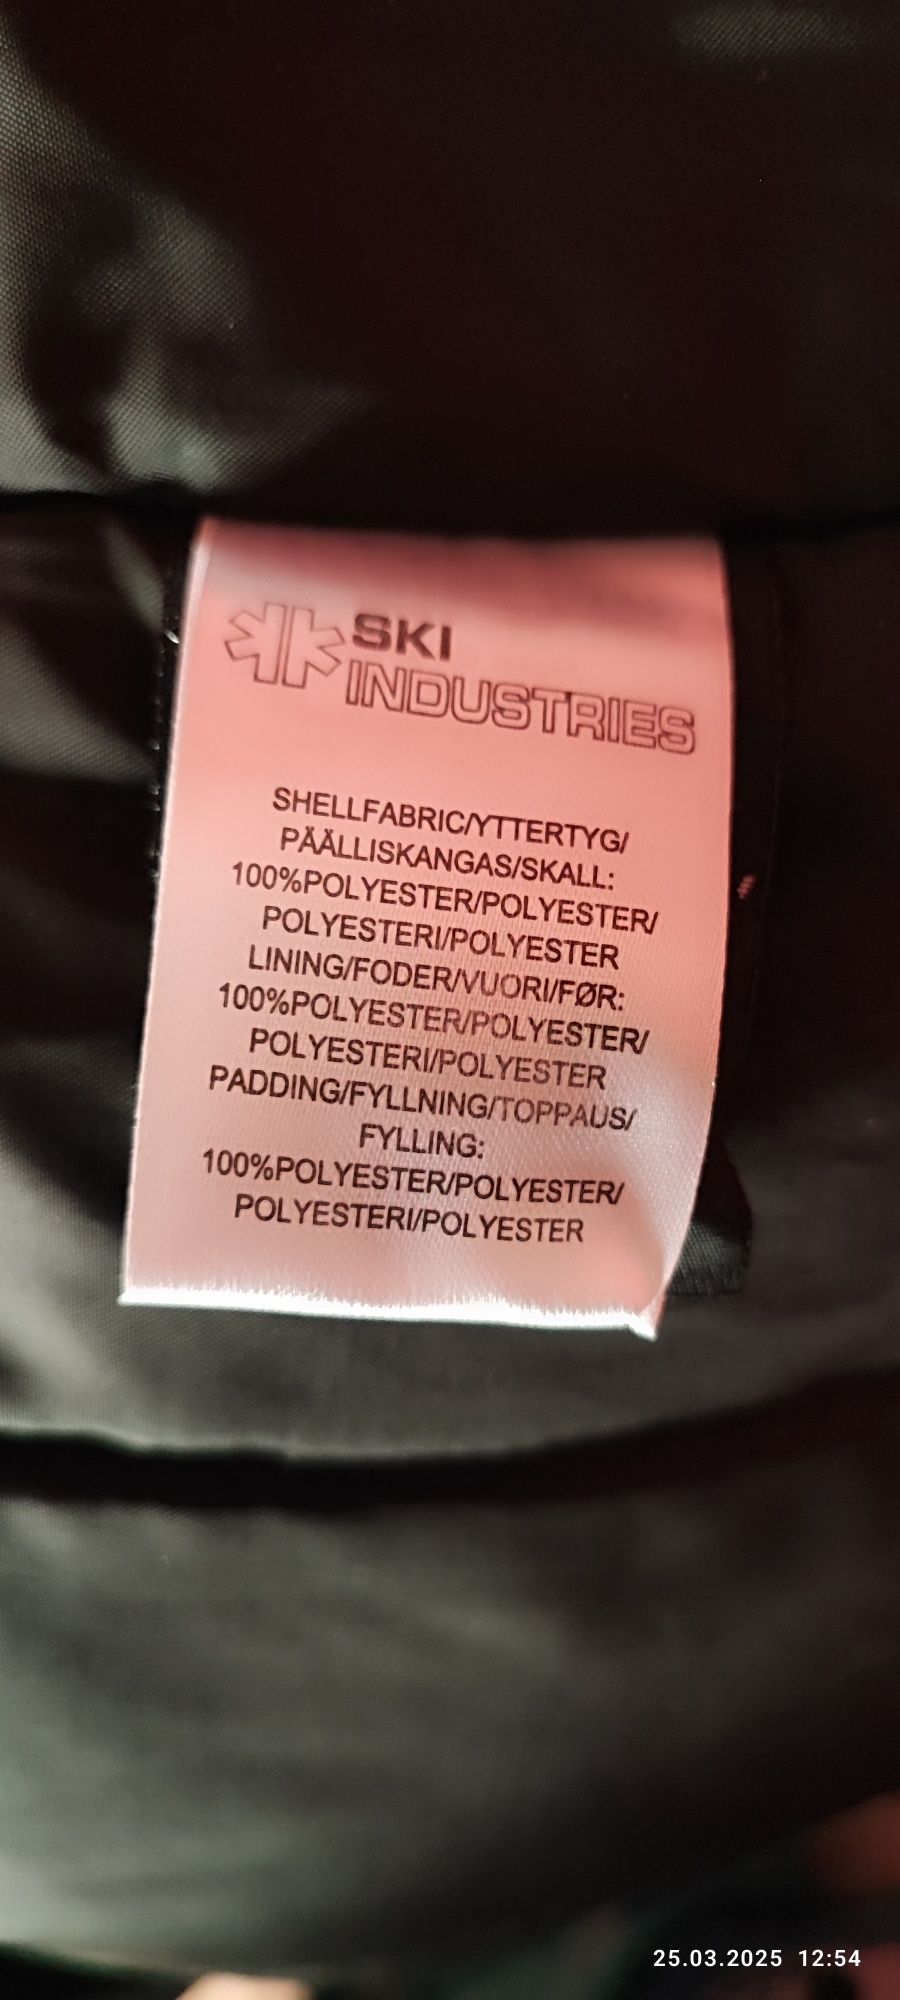 SKI
INDUSTRIES
SHELLFABRIC/YTTERTYG/
PÄÄLLISKANGAS/SKALL:
100%POLYESTER/POLYESTER/
POLYESTERI/POLYESTER
LINING/FODER/VUORI/FØR:
100%POLYESTER/POLYESTER/
POLYESTERI/POLYESTER
PADDING/FYLLNING/TOPPAUS/
FYLLING:
100%POLYESTER/POLYESTER/
POLYESTERI/POLYESTER
25.03.2025 12:54